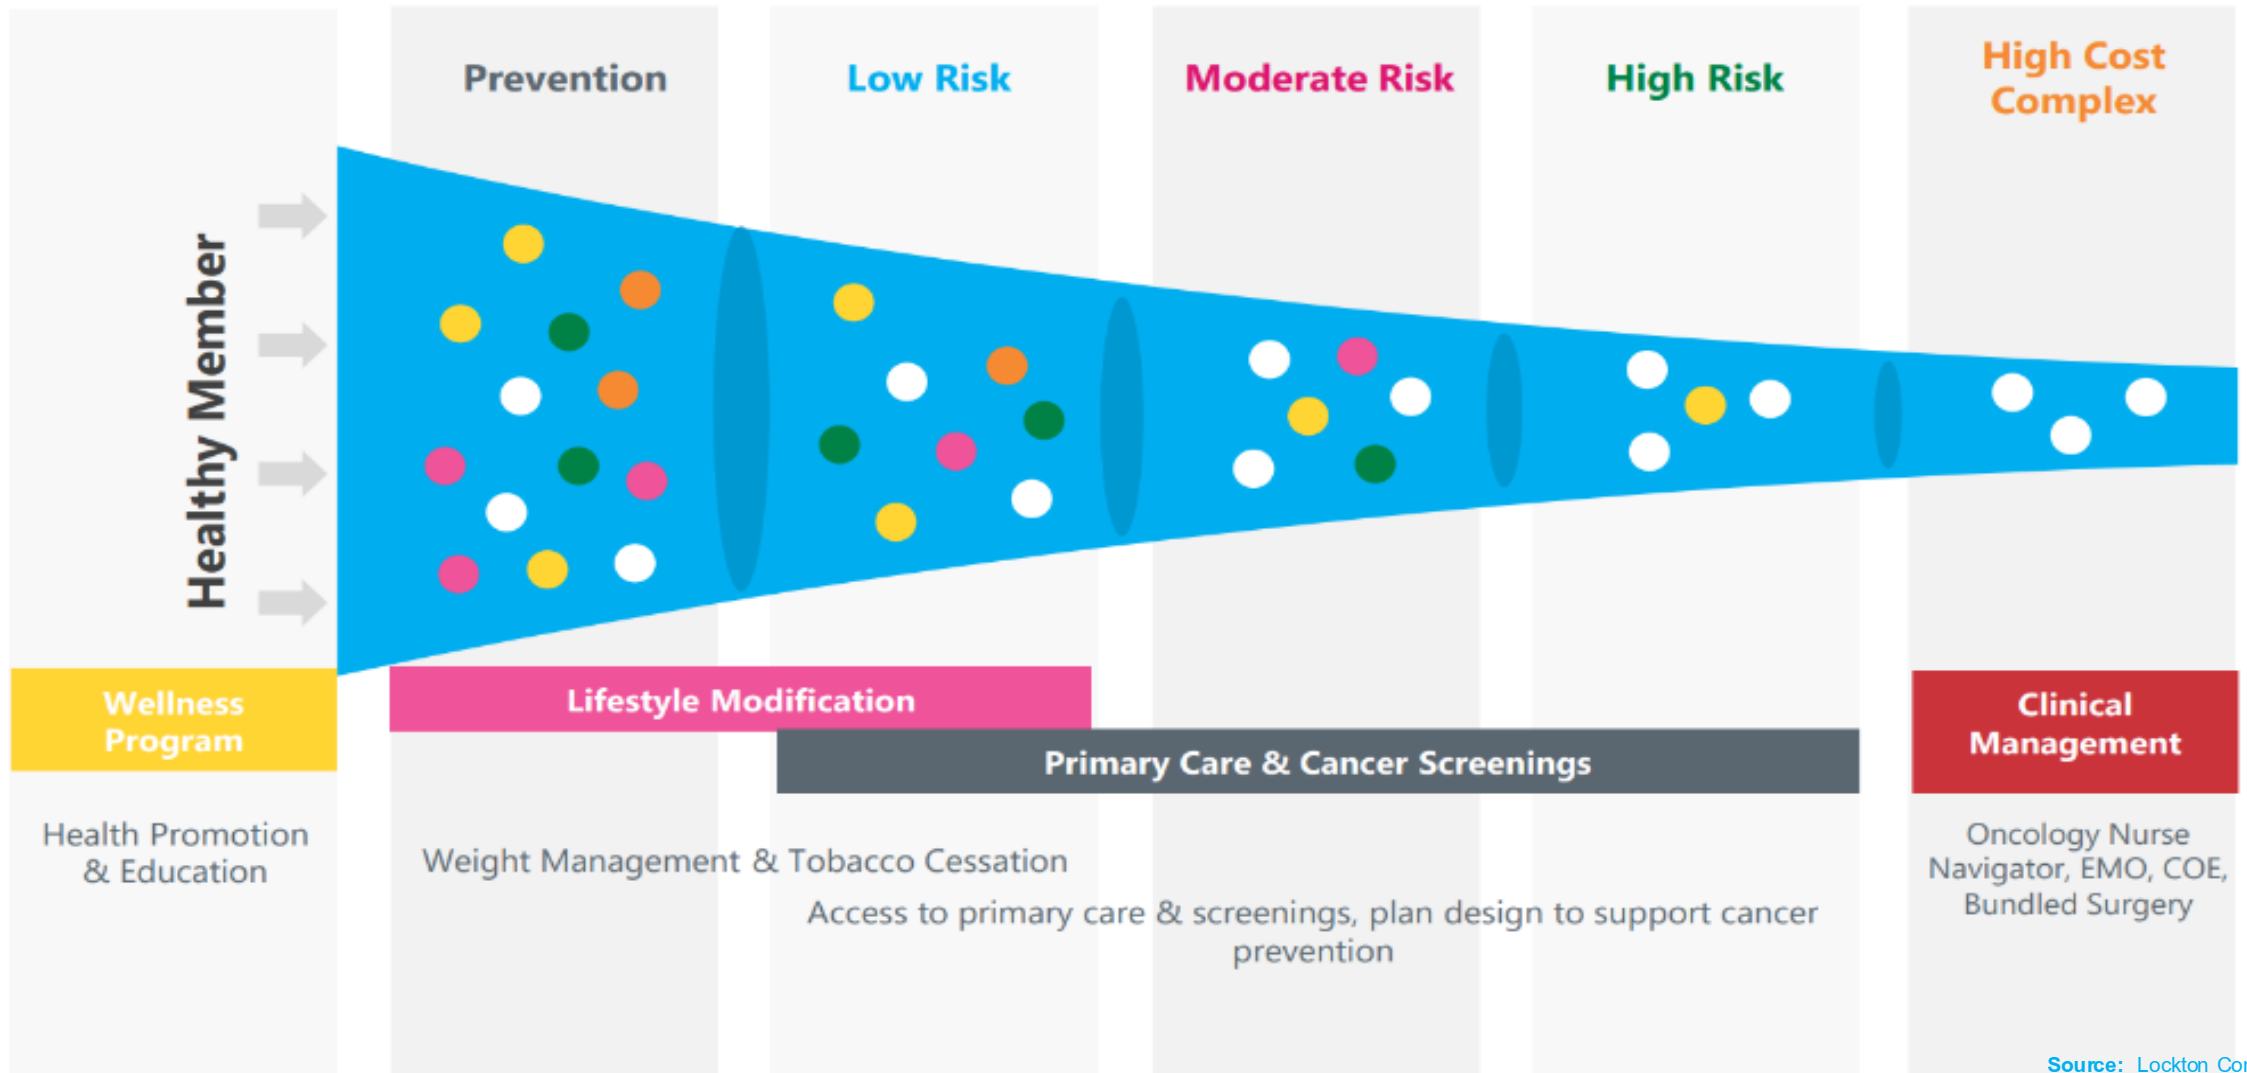 Prevention
Low Risk
Moderate Risk
High Risk
High Cost
Complex
Healthy Member
Wellness
Program
Lifestyle Modification
Primary Care & Cancer Screenings
Clinical
Management
Health Promotion
& Education
Weight Management & Tobacco Cessation
Access to primary care & screenings, plan design to support cancer
prevention
Oncology Nurse
Navigator, EMO, COE,
Bundled Surgery
Source: Lockton